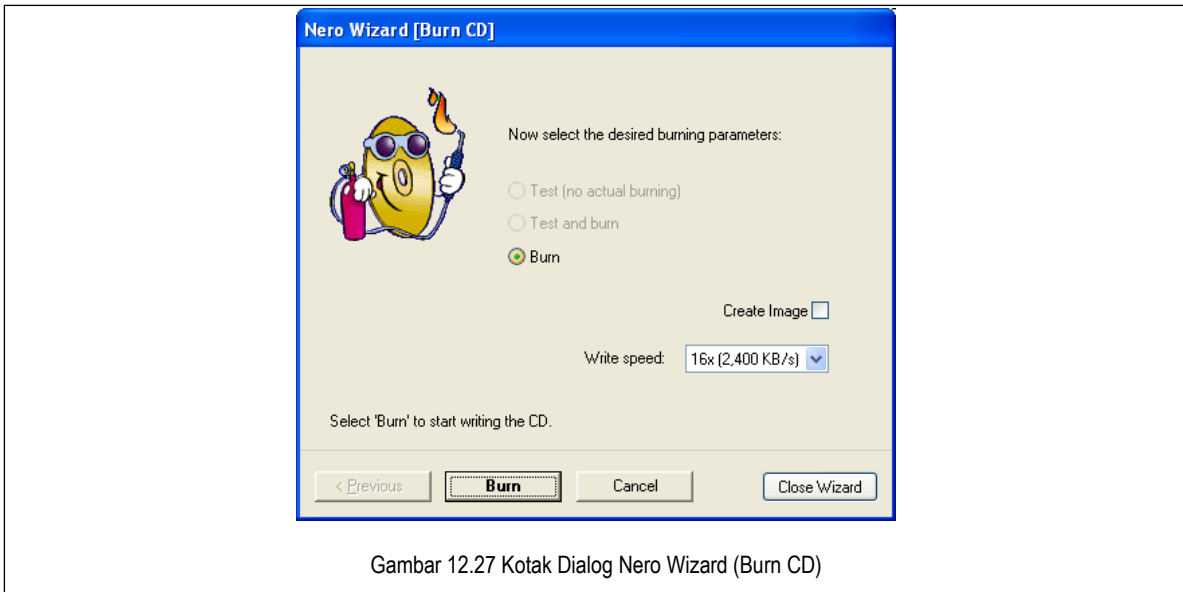 Nero Wizard [Burn CD]
Now select the desired burning parameters:
Test (no actual burning)
Test and burn
Burn
Create Image
Write speed: 16x (2,400 KB/s)
Select 'Burn' to start writing the CD.
< Previous Burn Cancel Close Wizard
Gambar 12.27 Kotak Dialog Nero Wizard (Burn CD)